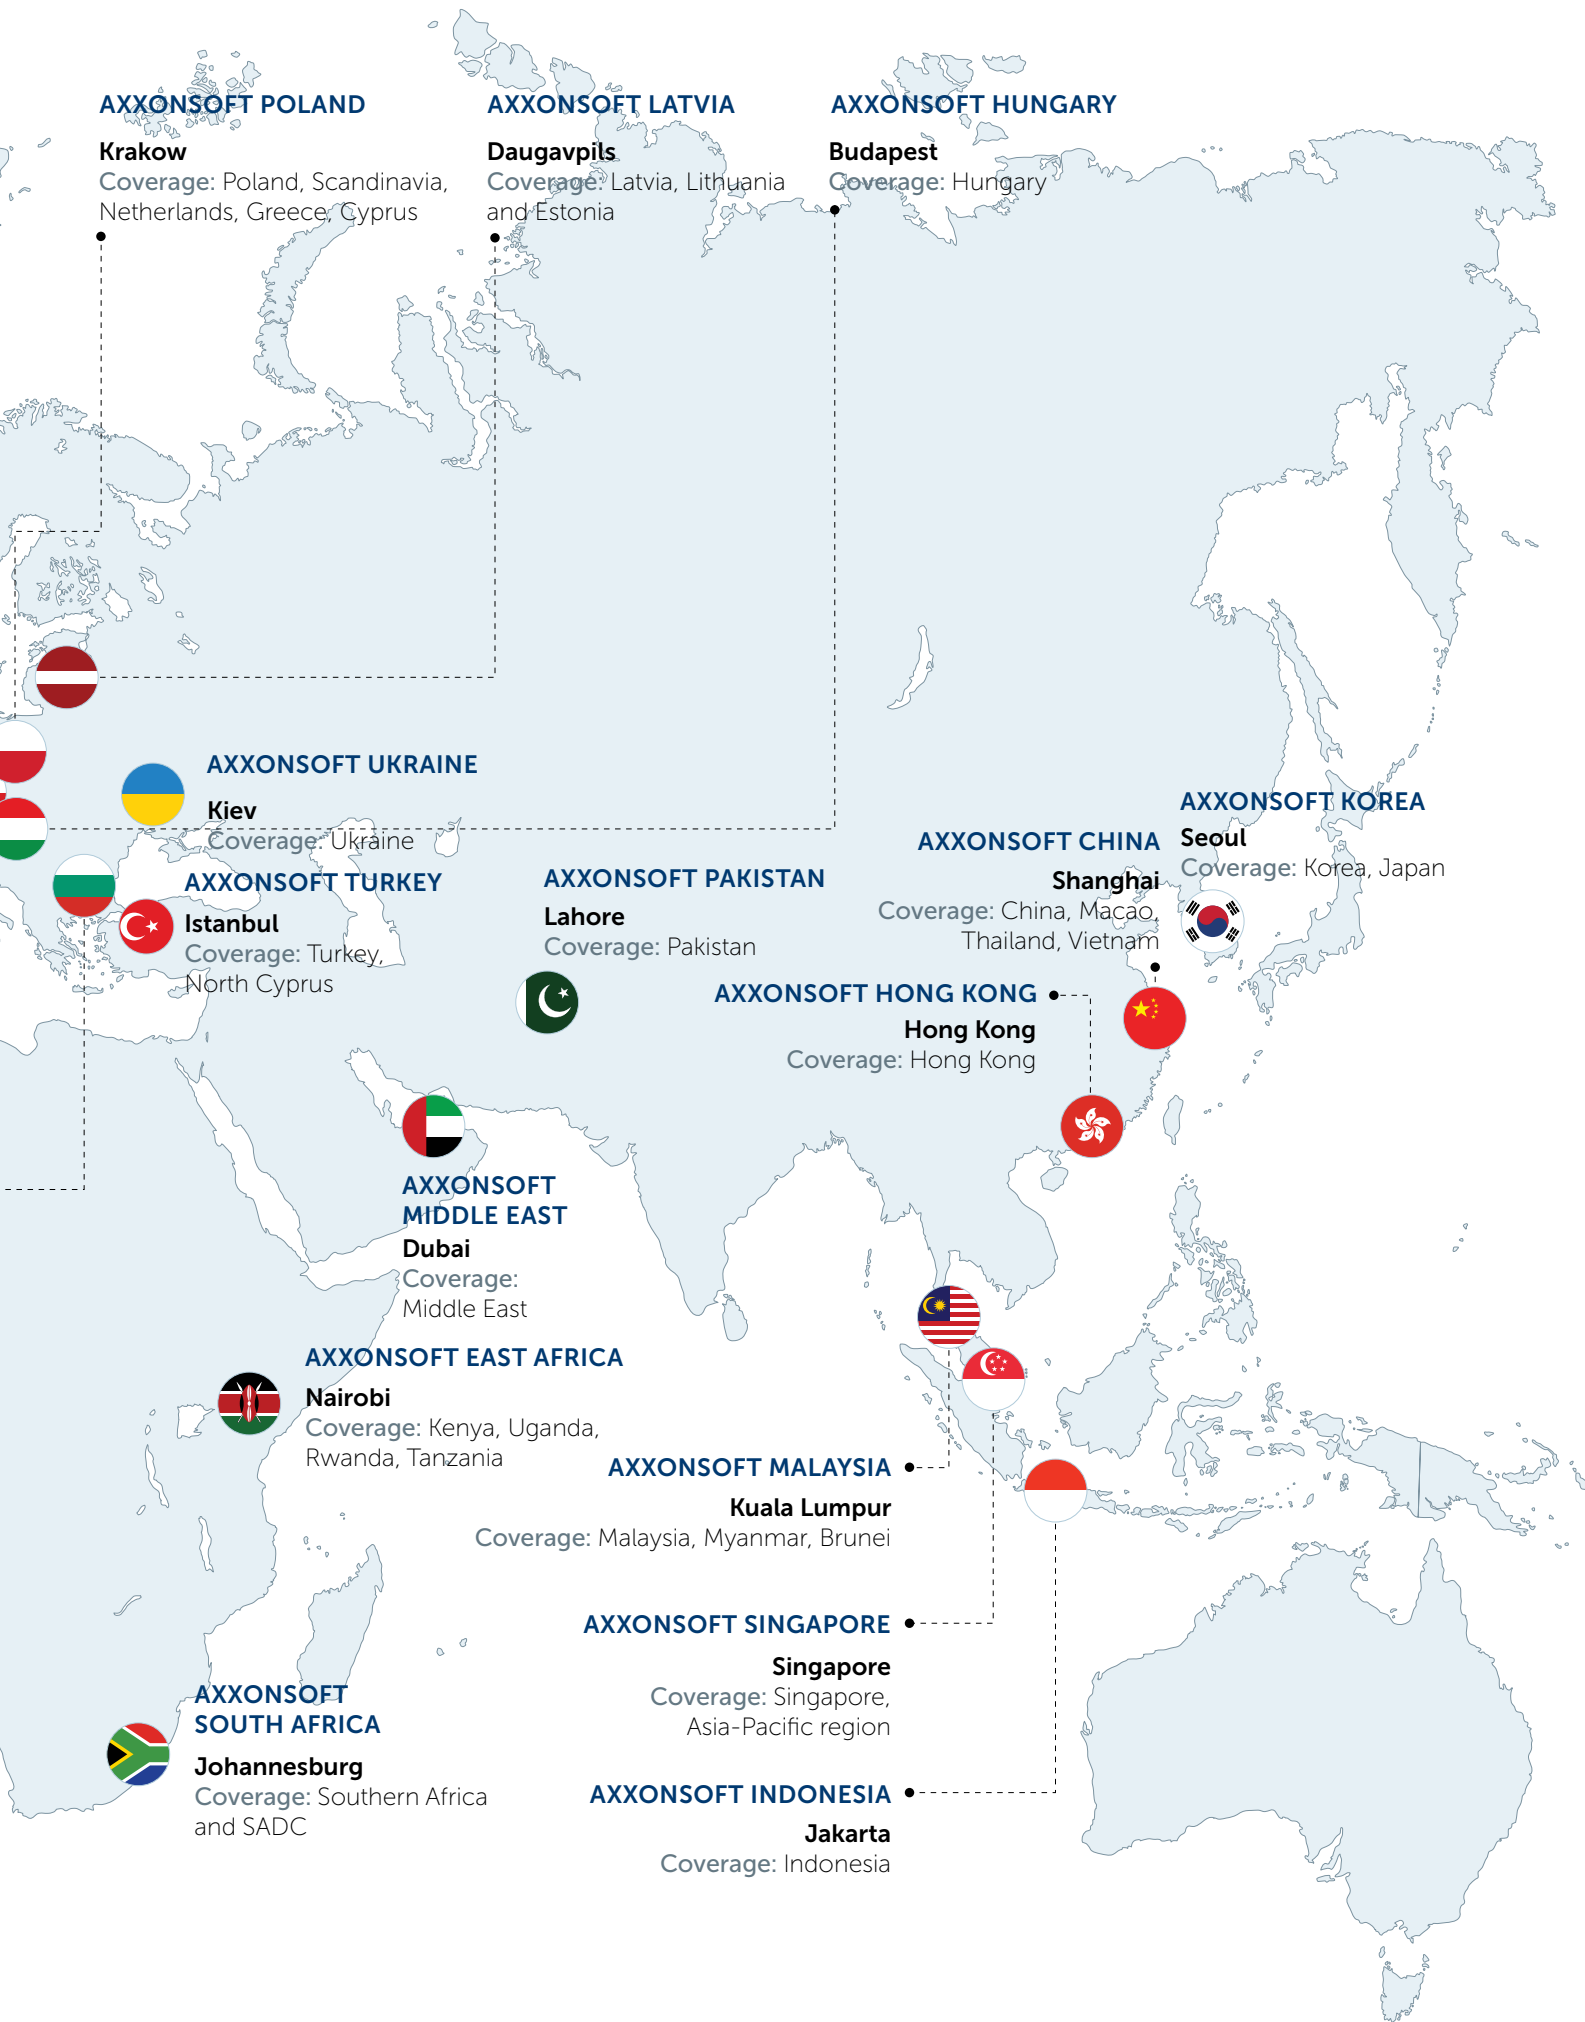 AXXONSOFT POLAND
Krakow
Coverage: Poland, Scandinavia,
Netherlands, Greece, Cyprus
AXXONSOFT LATVIA
Daugavpils
Coverage: Latvia, Lithuania
and Estonia
AXXONSOFT HUNGARY
Budapest
Coverage: Hungary
AXXONSOFT UKRAINE
Kiev
Coverage: Ukraine
AXXONSOFT TURKEY
Istanbul
Coverage: Turkey,
North Cyprus
AXXONSOFT PAKISTAN
Lahore
Coverage: Pakistan
AXXONSOFT KOREA
Seoul
Coverage: Korea, Japan
AXXONSOFT CHINA
Shanghai
Coverage: China, Macao,
Thailand, Vietnam
AXXONSOFT HONG KONG
Hong Kong
Coverage: Hong Kong
AXXONSOFT
MIDDLE EAST
Dubai
Coverage:
Middle East
AXXONSOFT EAST AFRICA
Nairobi
Coverage: Kenya, Uganda,
Rwanda, Tanzania
AXXONSOFT MALAYSIA
Kuala Lumpur
Coverage: Malaysia, Myanmar, Brunei
AXXONSOFT SINGAPORE
Singapore
Coverage: Singapore,
Asia-Pacific region
AXXONSOFT
SOUTH AFRICA
Johannesburg
Coverage: Southern Africa
and SADC
AXXONSOFT INDONESIA
Jakarta
Coverage: Indonesia